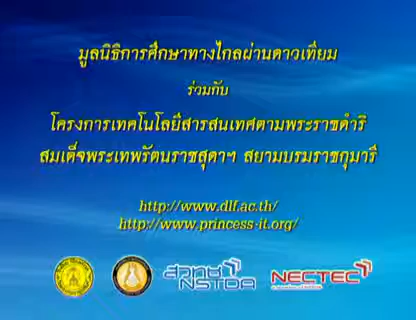 มูลนิธิการศึกษาทางไกลผ่านดาวเทียม
ร่วมกับ
โครงการเทคโนโลยีสารสนเทศตามพระราชดำริ
สมเด็จพระเทพรัตนราชสุดาฯ สยามบรมราชกุมารี
http://www.dlf.ac.th/
http://www.princess-it.org/
สวทช NSTDA NECTEC